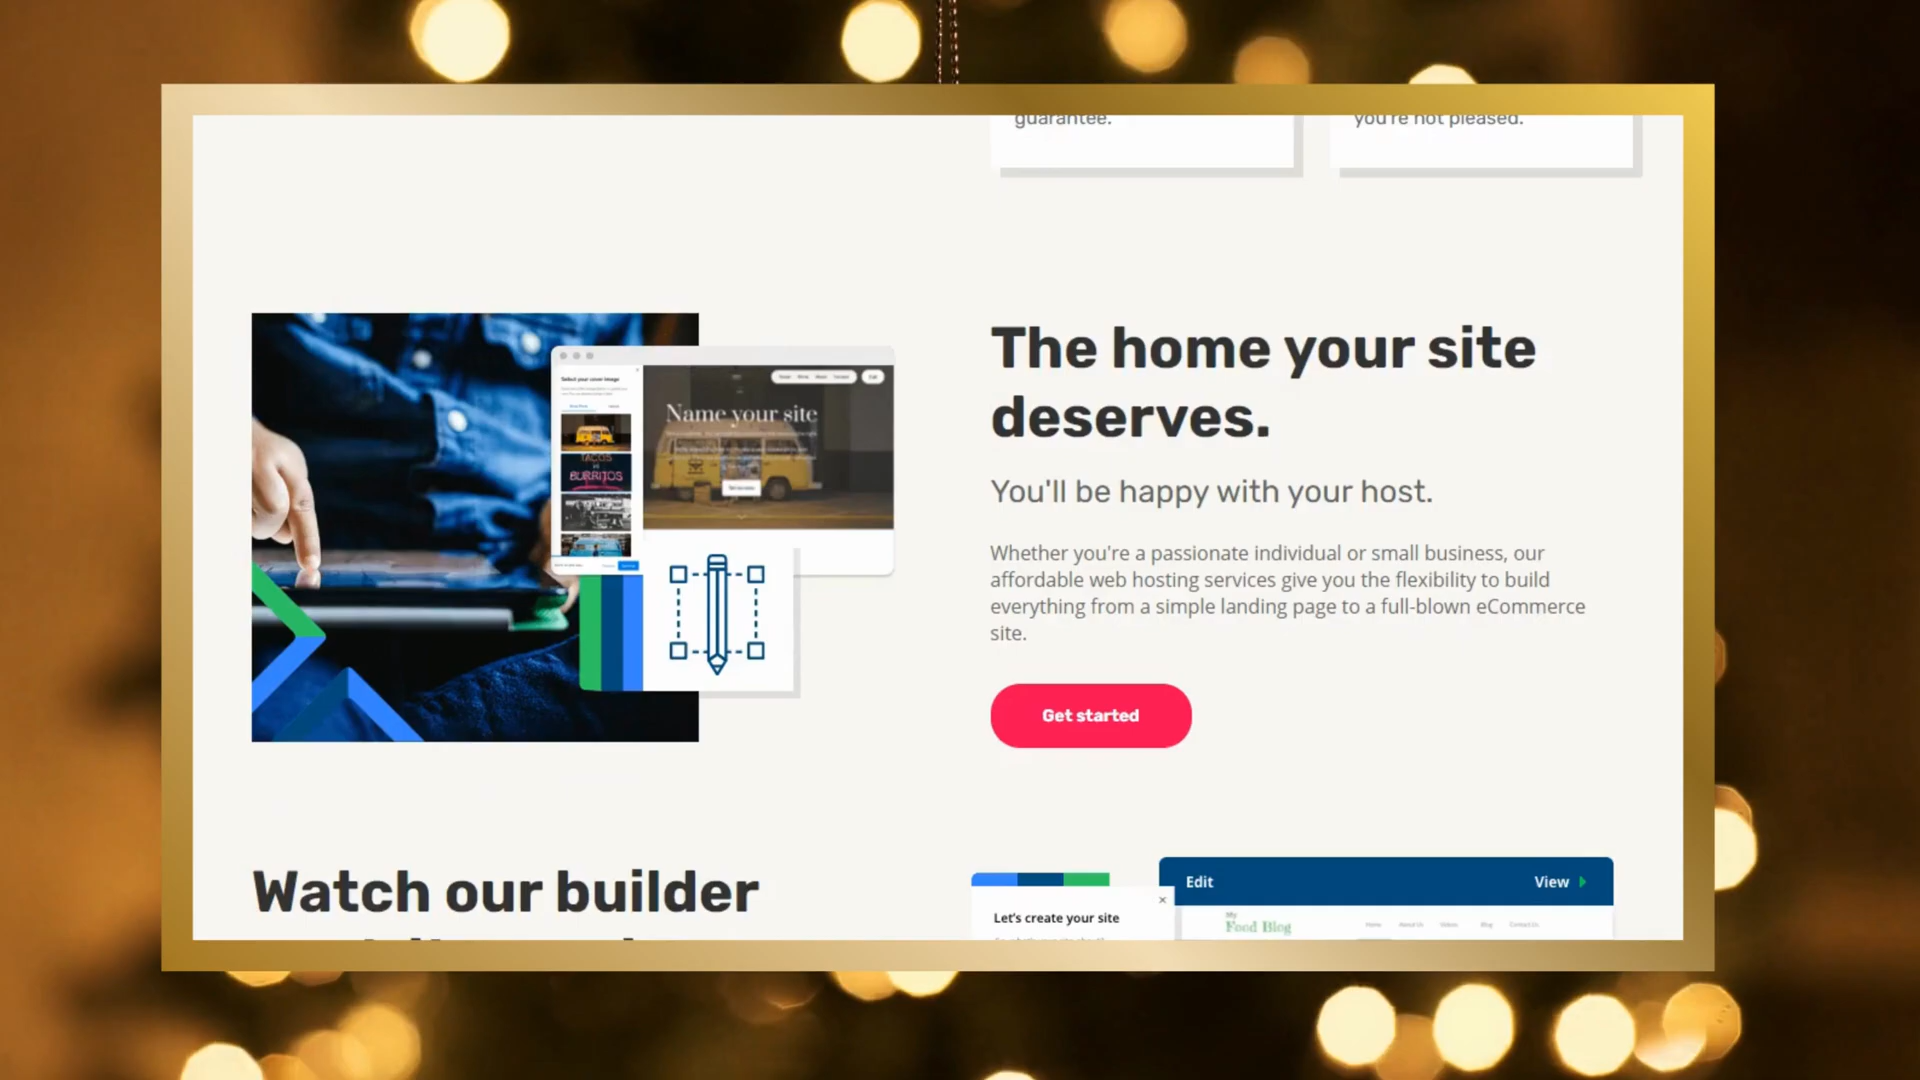 guarantee.
you're not pleased.
Select your cover image
TACOS
BURRITOS
Name your site
The home your site
deserves.
You'll be happy with your host.
Whether you're a passionate individual or small business, our
affordable web hosting services give you the flexibility to build
everything from a simple landing page to a full-blown eCommerce
site.
Get started
Watch our builder
Edit
View
Let's create your site
My
Food Blog
Home
About Us
Videos
Blog
Contact Us